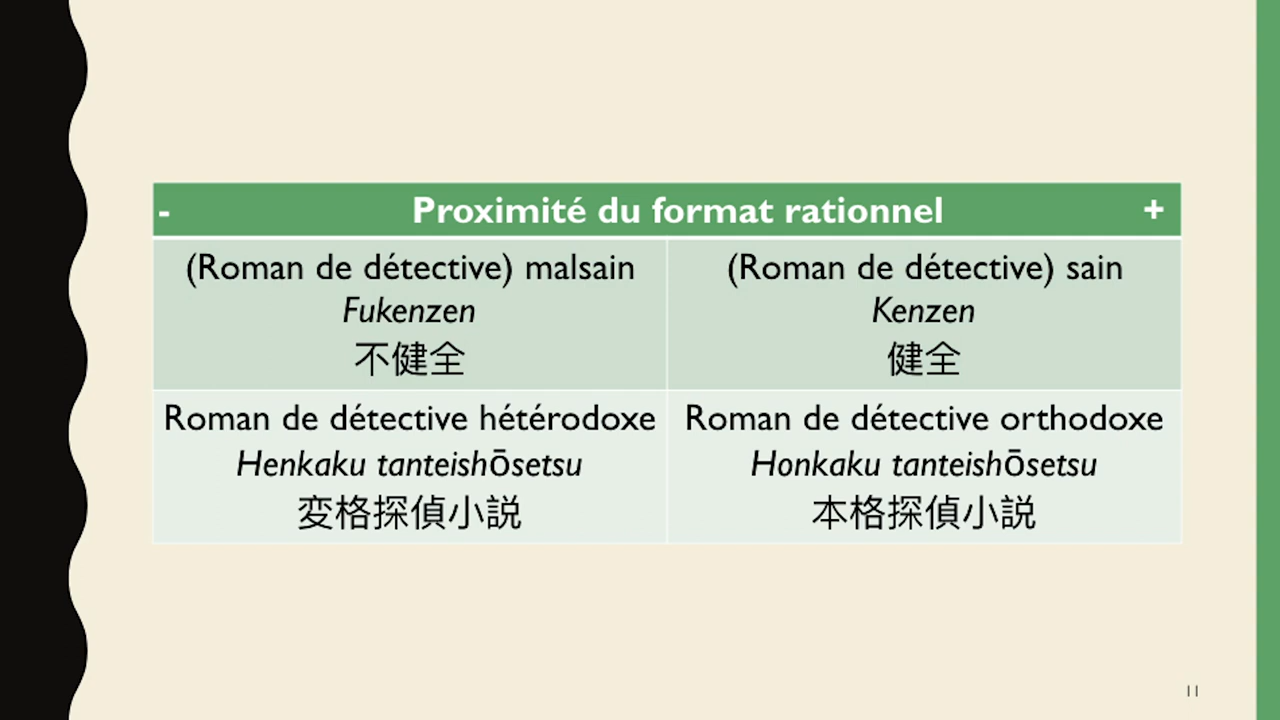 - Proximité du format rationnel +
(Roman de détective) malsain
Fukenzen
不健全
(Roman de détective) sain
Kenzen
健全
Roman de détective hétérodoxe
Henkaku tanteishōsetsu
変格探偵小説
Roman de détective orthodoxe
Honkaku tanteishōsetsu
本格探偵小説
11